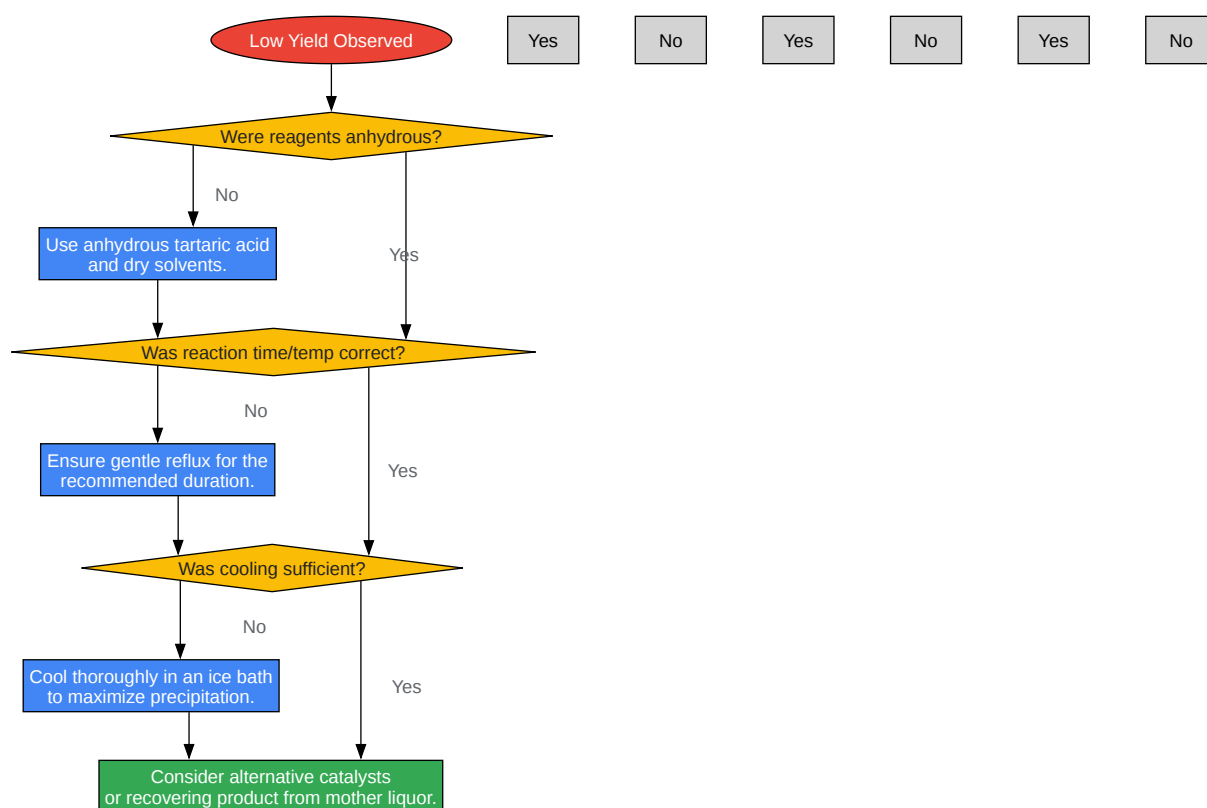 Low Yield Observed
Yes
No
Yes
No
Yes
No
Were reagents anhydrous?
No
Use anhydrous tartaric acid
and dry solvents.
Yes
Was reaction time/temp correct?
No
Ensure gentle reflux for the
recommended duration.
Yes
Was cooling sufficient?
No
Cool thoroughly in an ice bath
to maximize precipitation.
Yes
Consider alternative catalysts
or recovering product from mother liquor.